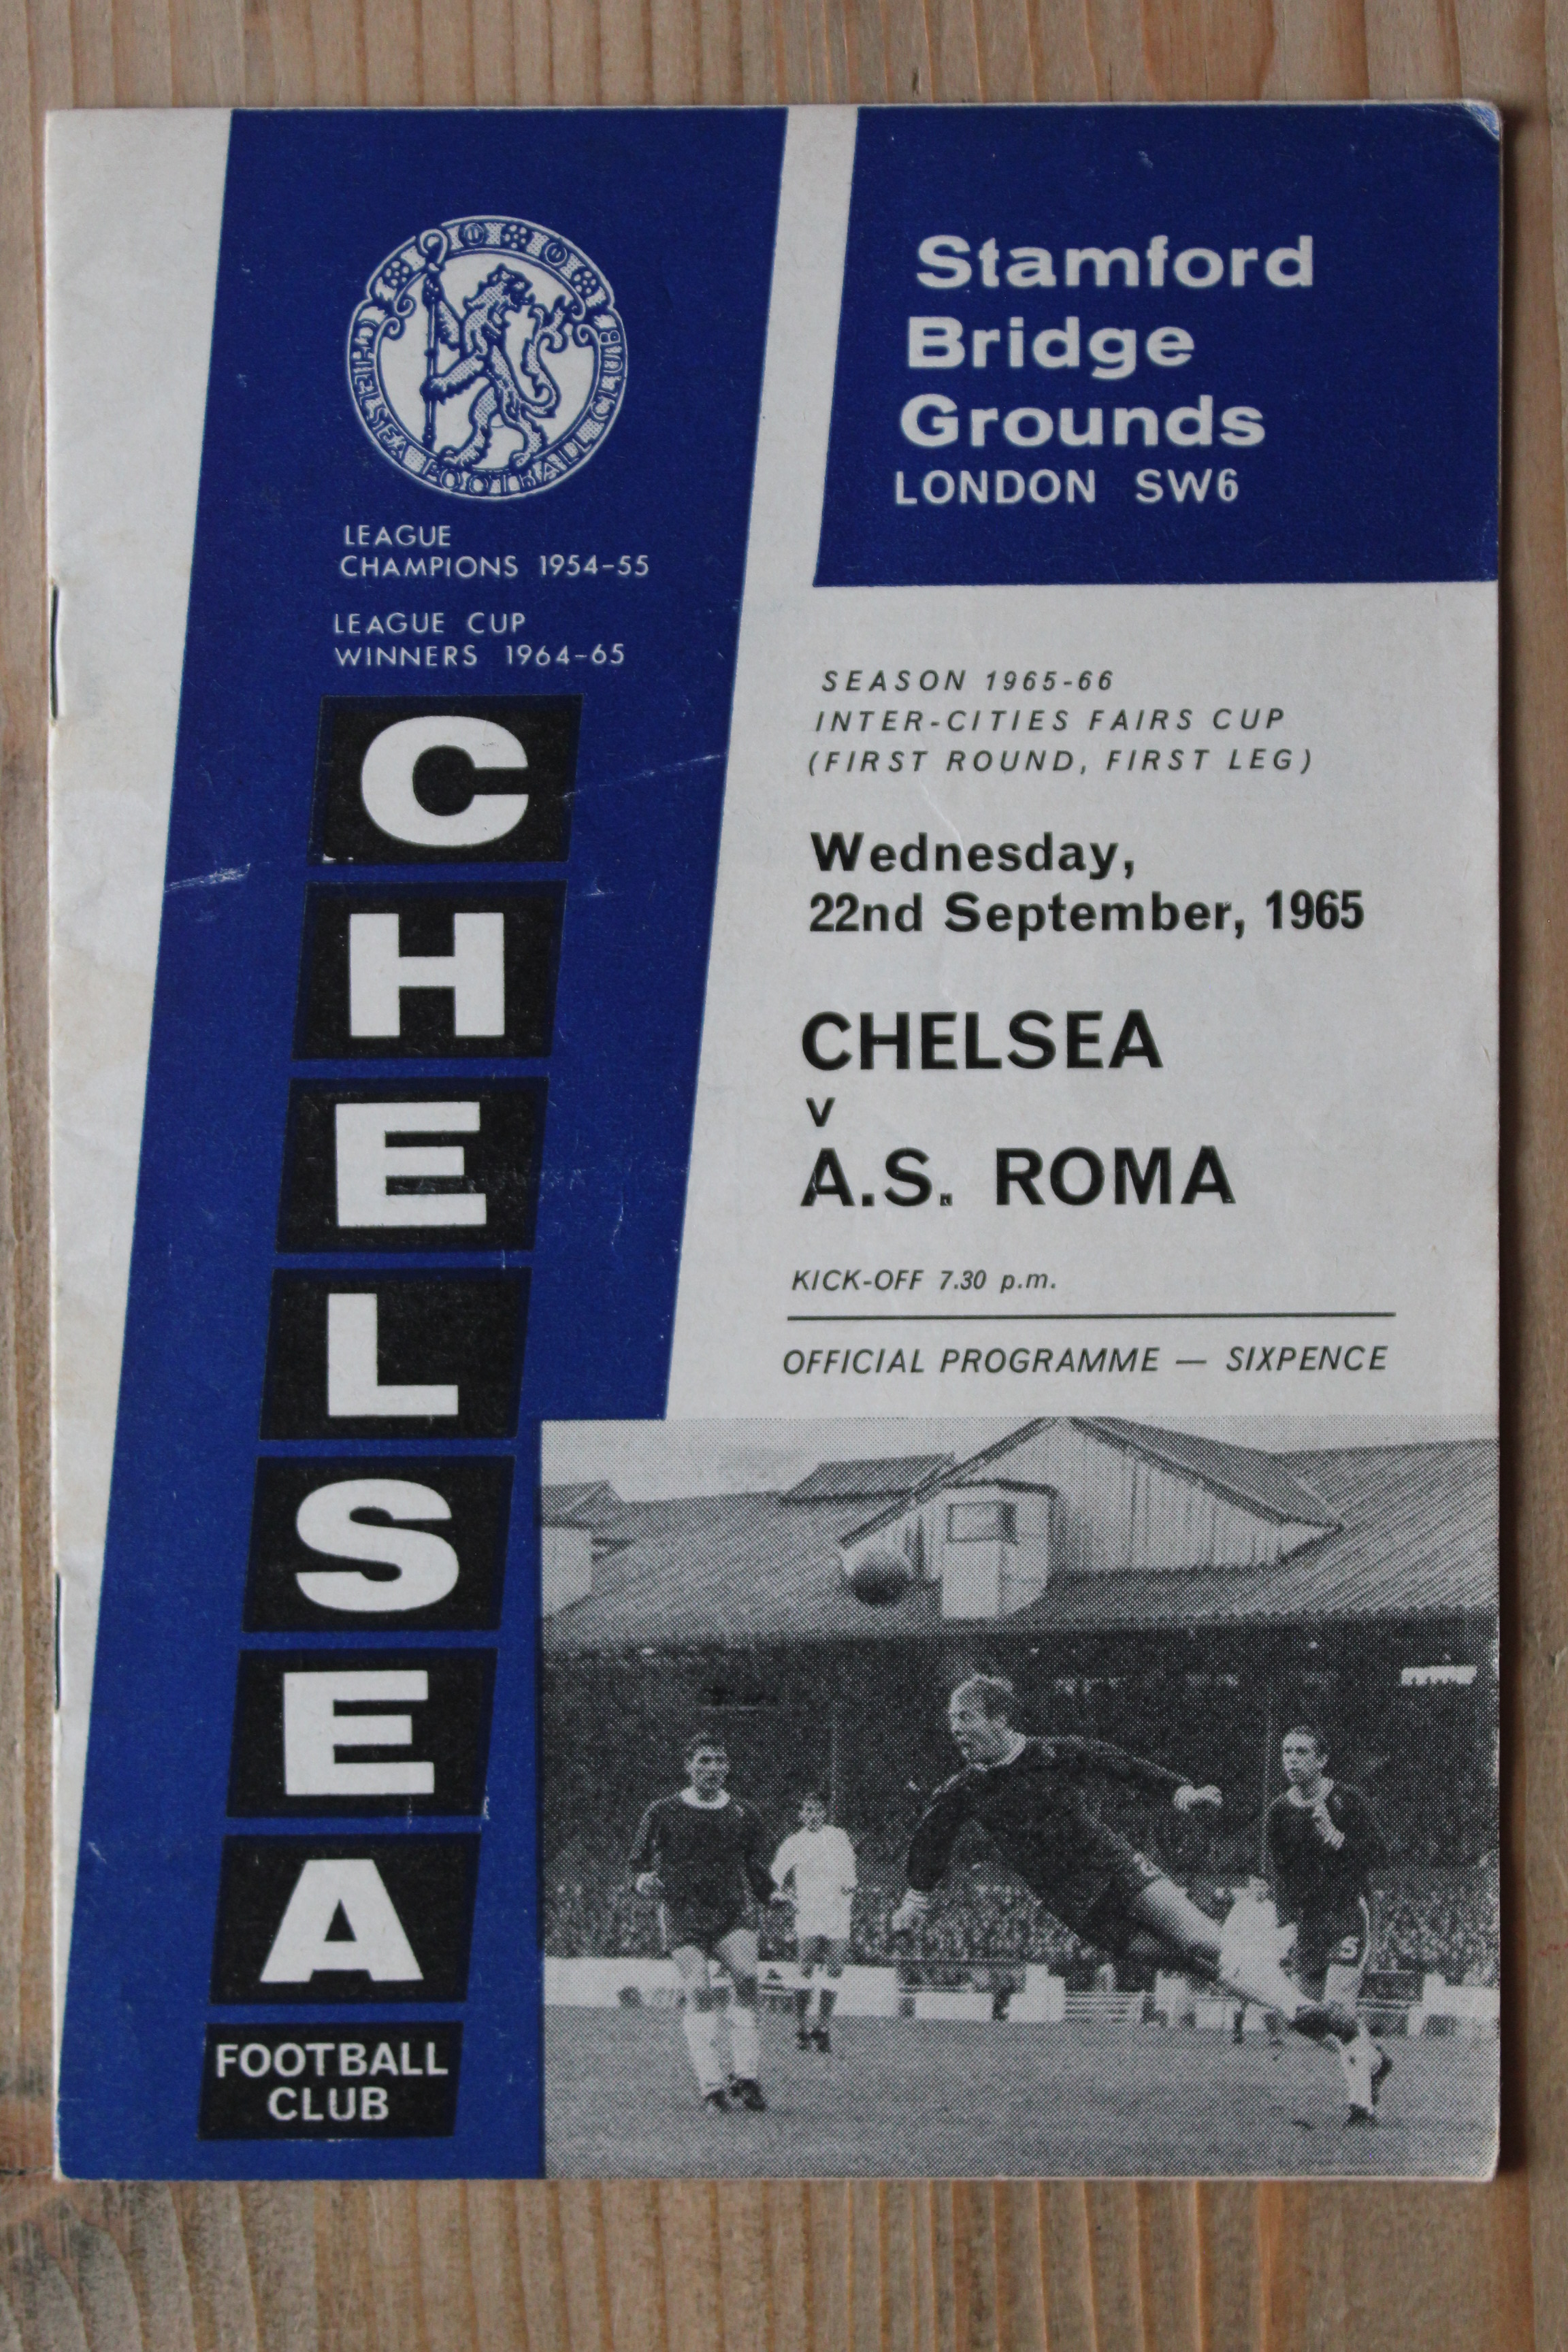 CHELSEA FOOTBALL CLUB
LEAGUE
CHAMPIONS 1954-55
LEAGUE CUP
WINNERS 1964-65
CHELSEA
FOOTBALL
CLUB
Stamford
Bridge
Grounds
LONDON SW6
SEASON 1965-66
INTER-CITIES FAIRS CUP
(FIRST ROUND, FIRST LEG)
Wednesday,
22nd September, 1965
CHELSEA
v
A.S. ROMA
KICK-OFF 7.30 p.m.
OFFICIAL PROGRAMME — SIXPENCE